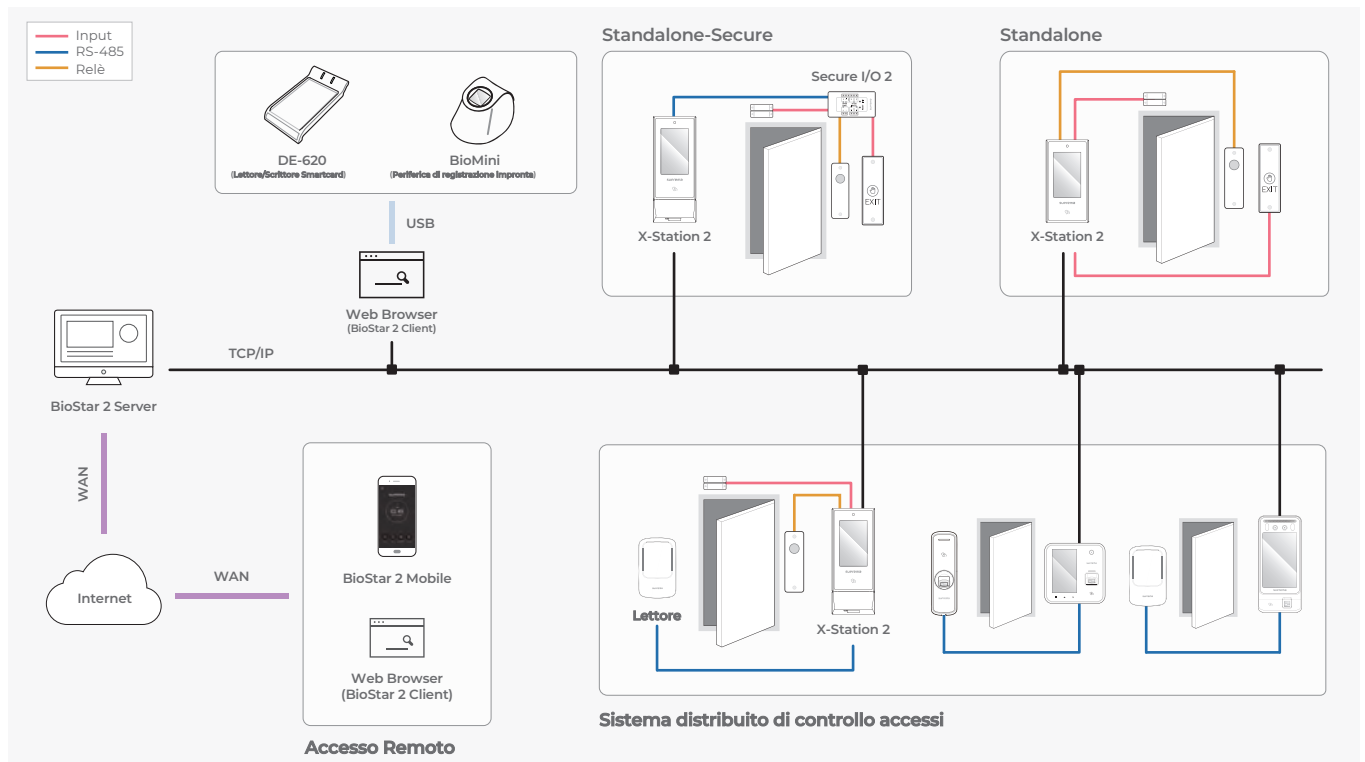 Input
RS-485
Relè
DE-620
(Lettore/Scrittore Smartcard)
BioMini
(Periferica di registrazione impronta)
USB
Web Browser
(BioStar 2 Client)
Standalone-Secure
Secure I/O 2
EXIT
X-Station 2
Standalone
EXIT
X-Station 2
TCP/IP
BioStar 2 Server
WAN
Internet
WAN
BioStar 2 Mobile
Web Browser
(BioStar 2 Client)
Accesso Remoto
Lettore
X-Station 2
Sistema distribuito di controllo accessi